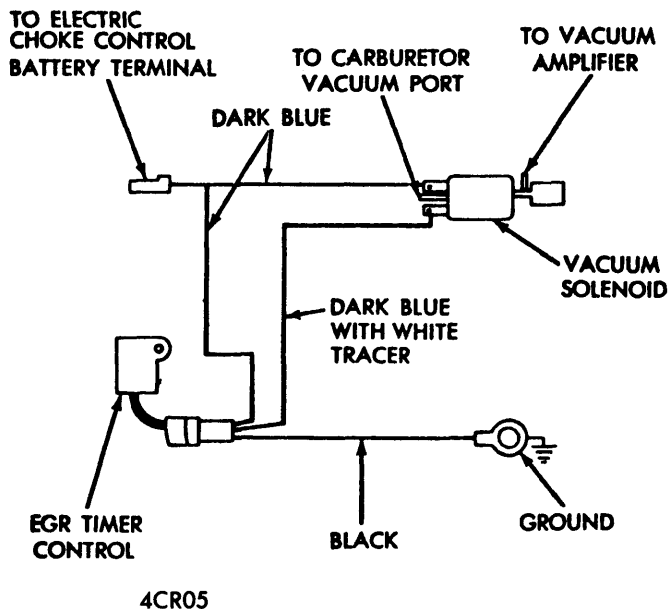 TO ELECTRIC
CHOKE CONTROL
BATTERY TERMINAL
TO CARBURETOR
VACUUM PORT
TO VACUUM
AMPLIFIER
DARK BLUE
VACUUM
SOLENOID
DARK BLUE
WITH WHITE
TRACER
EGR TIMER
CONTROL
BLACK
GROUND
4CR05